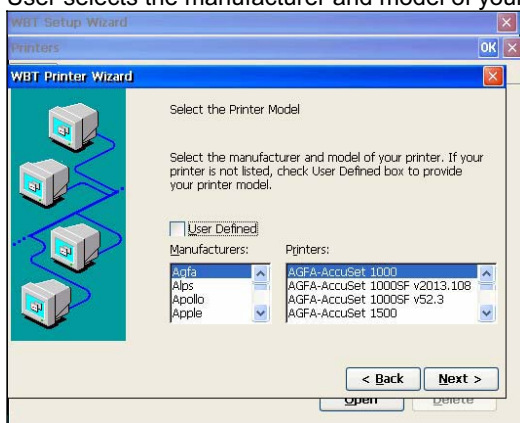 User selects the manufacturer and model of your
WBT Setup Wizard
Printers
OK
WBT Printer Wizard
Select the Printer Model
Select the manufacturer and model of your printer. If your
printer is not listed, check User Defined box to provide
your printer model.
User Defined
Manufacturers:
Printers:
Agfa
Alps
Apollo
Apple
AGFA-AccuSet 1000
AGFA-AccuSet 1000SF v2013.108
AGFA-AccuSet 1000SF v52.3
AGFA-AccuSet 1500
< Back
Next >
Open
Delete